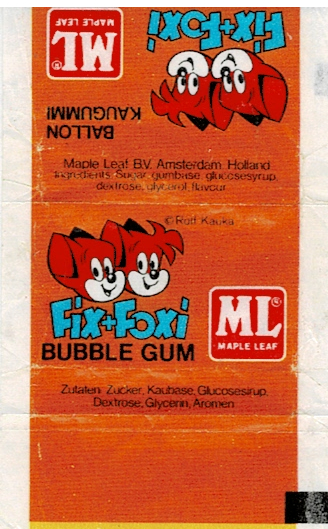 ML®
MAPLE LEAF
Fix+Foxi
BALLON
KAUGUMMI
Maple Leaf B.V. Amsterdam Holland
Ingredients Sugar, gumbase, glucosesyrup,
dextrose, glycerol, flavour
© Rolf Kauka
Fix+Foxi
BUBBLE GUM
ML®
MAPLE LEAF
Zutaten: Zucker, Kaubase, Glucosesirup,
Dextrose, Glycerin, Aromen